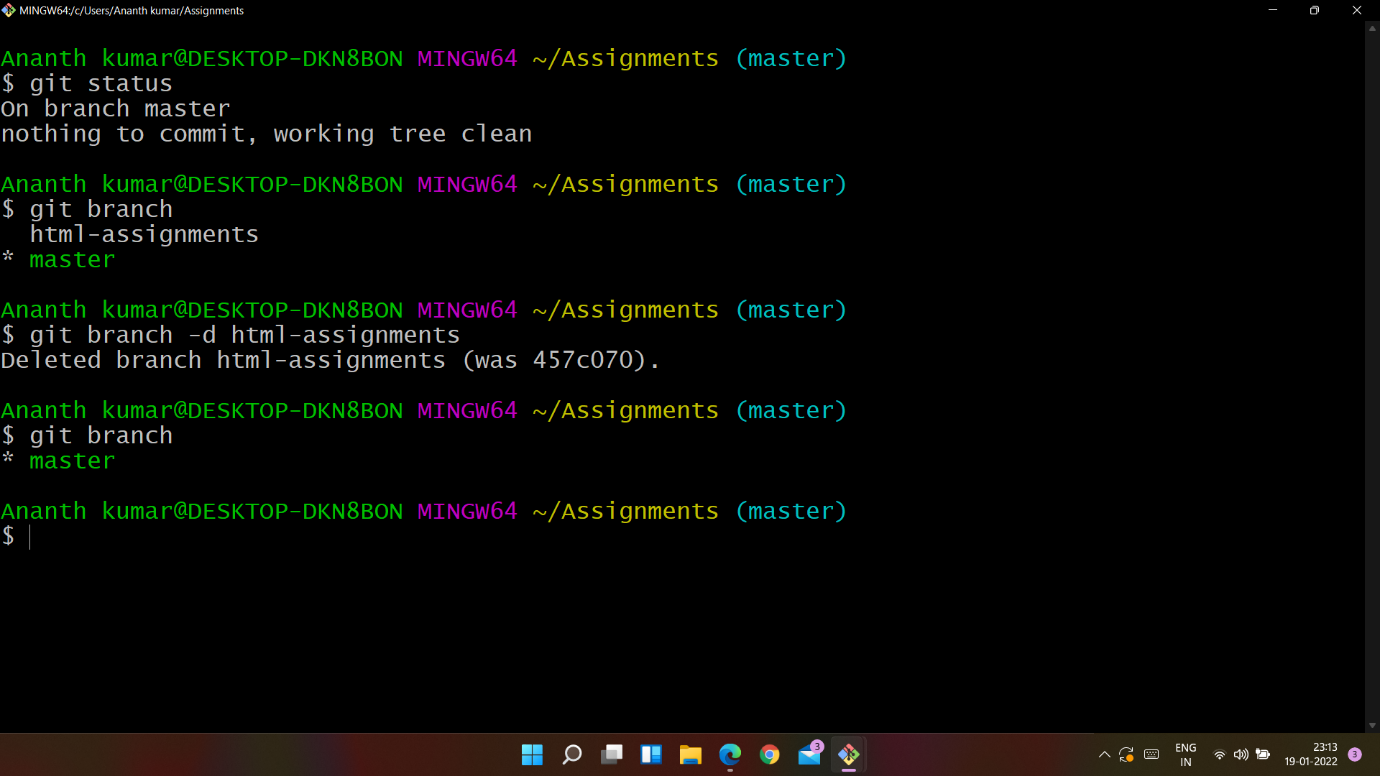 MINGW64:/c/Users/Ananth kumar/Assignments
Ananth kumar@DESKTOP-DKN8BON MINGW64 ~/Assignments (master)
$ git status
On branch master
nothing to commit, working tree clean
Ananth kumar@DESKTOP-DKN8BON MINGW64 ~/Assignments (master)
$ git branch
  html-assignments
* master
Ananth kumar@DESKTOP-DKN8BON MINGW64 ~/Assignments (master)
$ git branch -d html-assignments
Deleted branch html-assignments (was 457c070).
Ananth kumar@DESKTOP-DKN8BON MINGW64 ~/Assignments (master)
$ git branch
* master
Ananth kumar@DESKTOP-DKN8BON MINGW64 ~/Assignments (master)
$
3
ENG
IN
23:13
19-01-2022
3